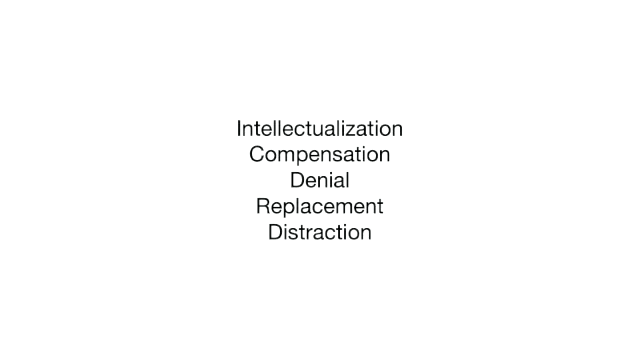 Intellectualization
Compensation
Denial
Replacement
Distraction